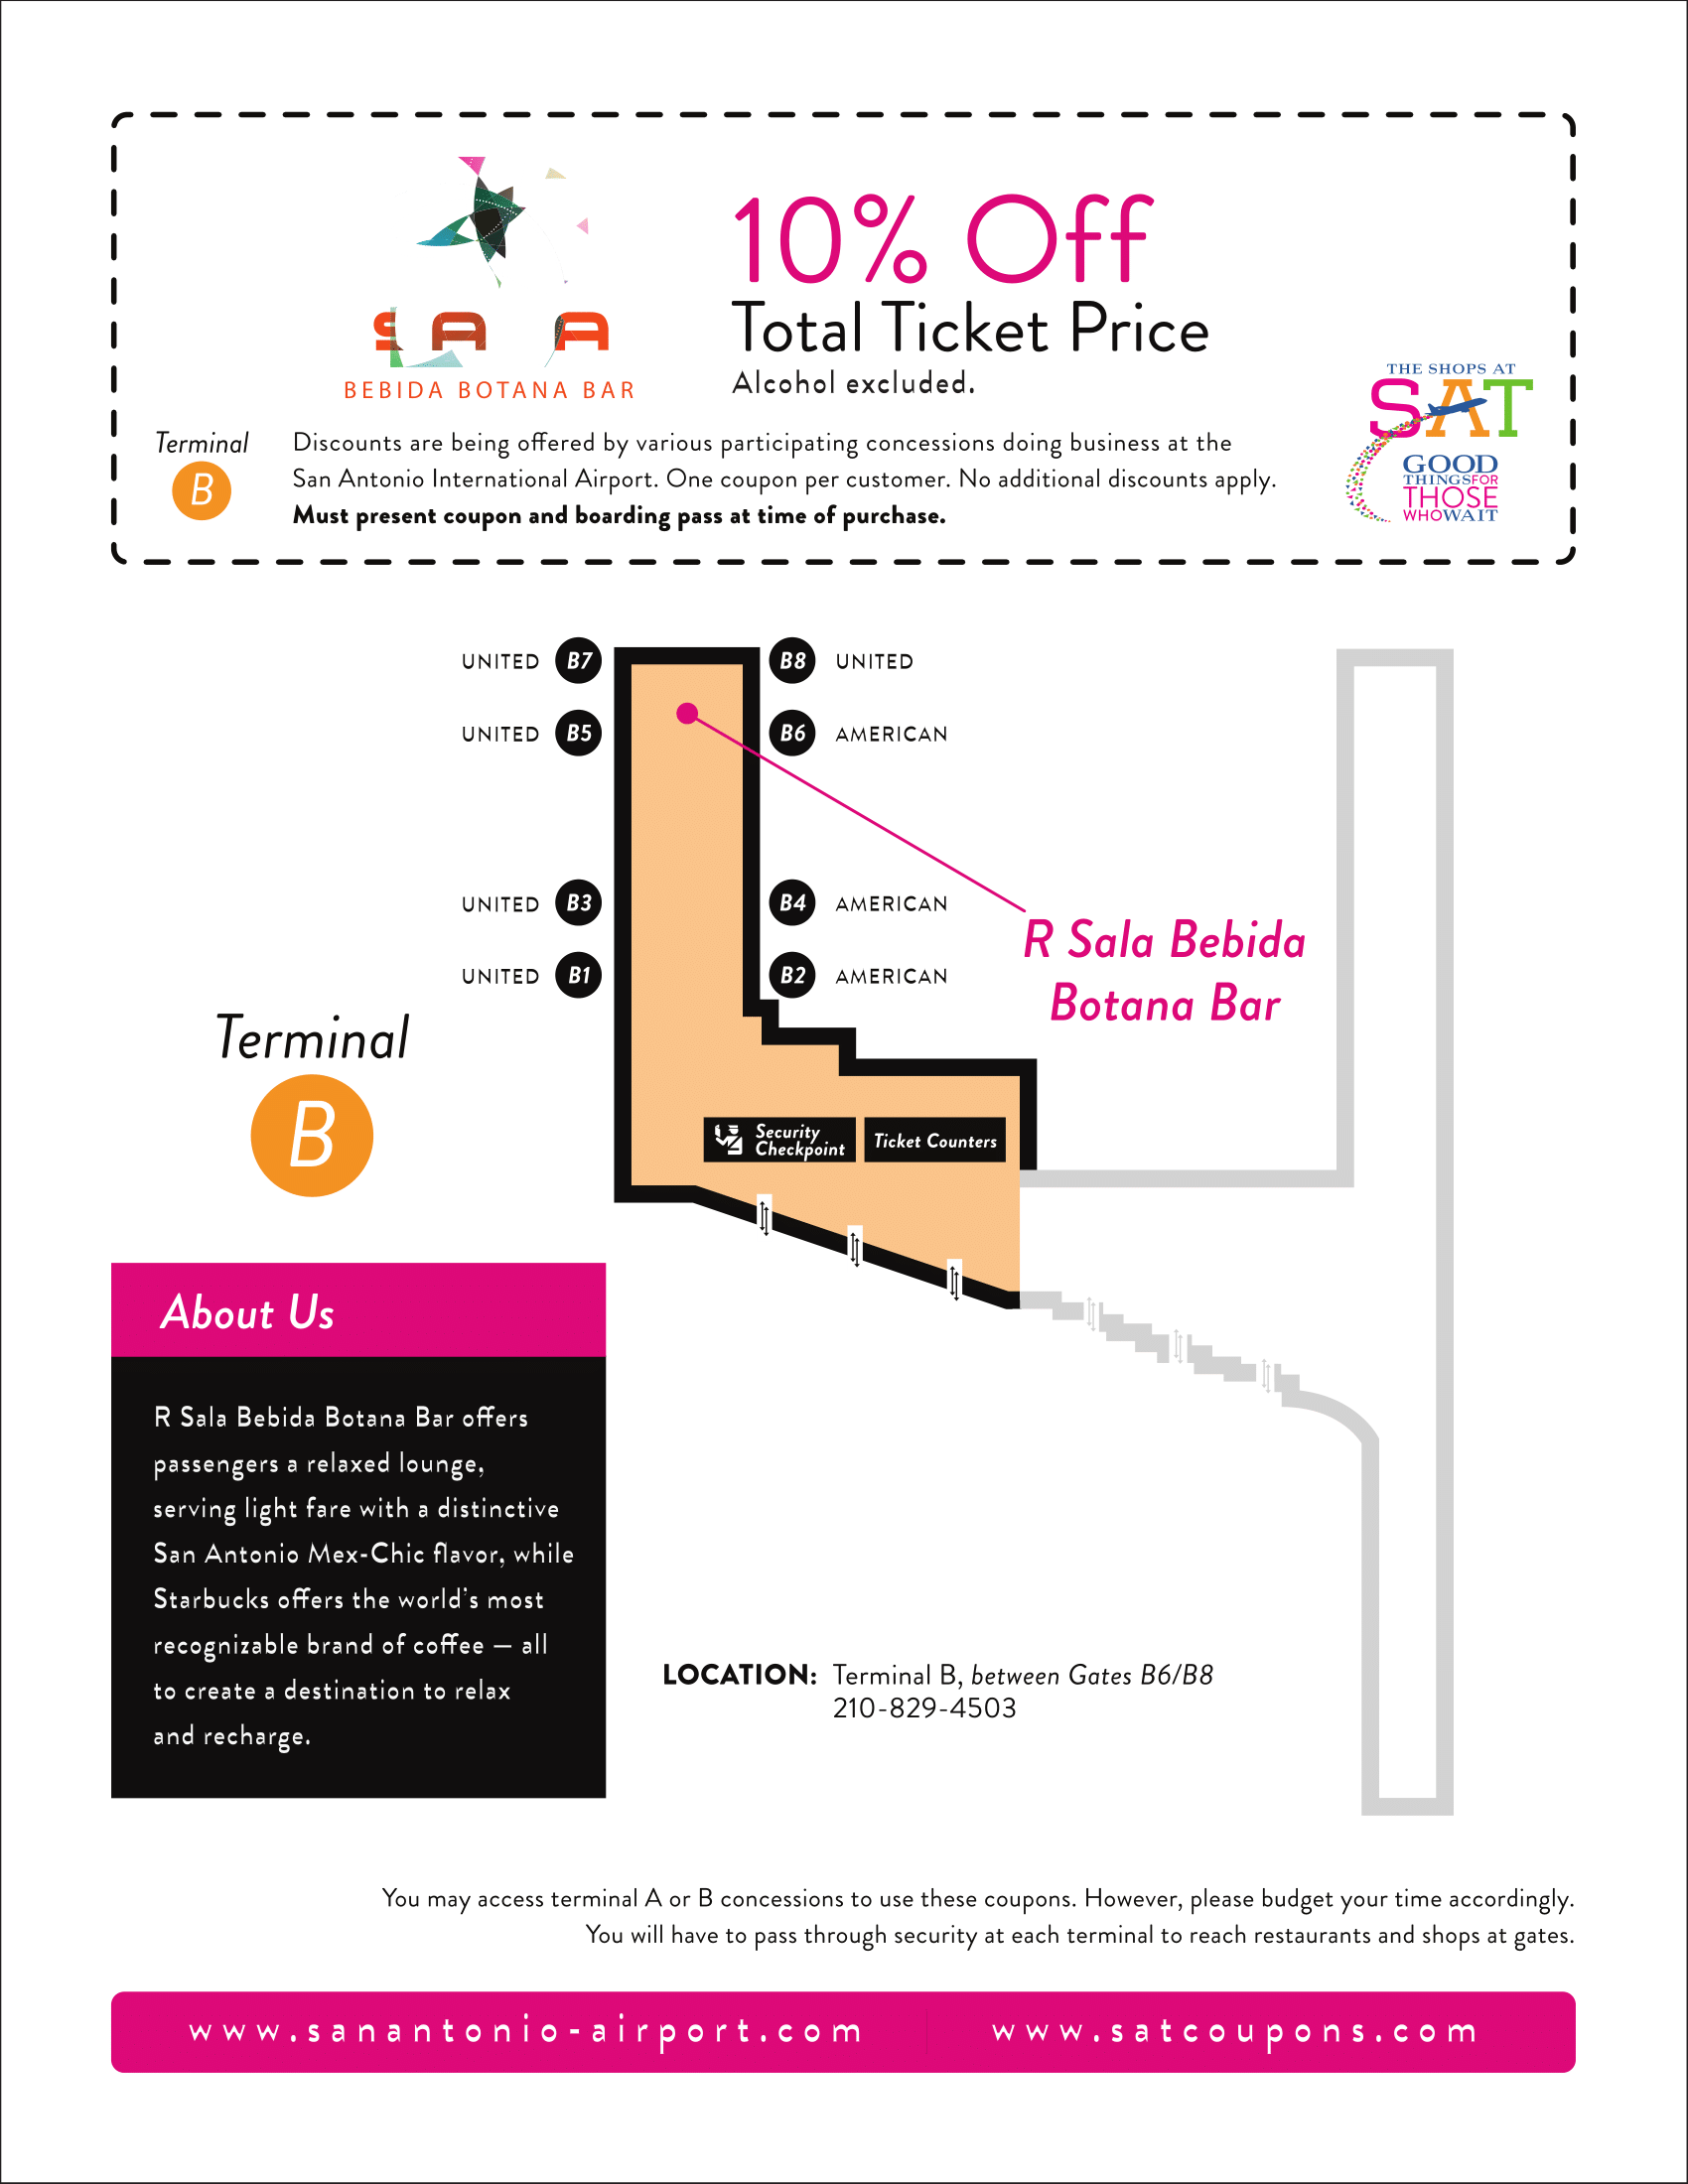 10% Off
Total Ticket Price
Alcohol excluded.
SA A
BEBIDA BOTANA BAR
THE SHOPS AT
SAT
GOOD
THINGSFOR
THOSE
WHOWAIT
Terminal
B
Discounts are being offered by various participating concessions doing business at the
San Antonio International Airport. One coupon per customer. No additional discounts apply.
Must present coupon and boarding pass at time of purchase.
UNITED B7 B8 UNITED
UNITED B5 B6 AMERICAN
UNITED B3 B4 AMERICAN
UNITED B1 B2 AMERICAN
R Sala Bebida
Botana Bar
Terminal
B
Security
Checkpoint
Ticket Counters
About Us
R Sala Bebida Botana Bar offers
passengers a relaxed lounge,
serving light fare with a distinctive
San Antonio Mex-Chic flavor, while
Starbucks offers the world's most
recognizable brand of coffee — all
to create a destination to relax
and recharge.
LOCATION: Terminal B, between Gates B6/B8
210-829-4503
You may access terminal A or B concessions to use these coupons. However, please budget your time accordingly.
You will have to pass through security at each terminal to reach restaurants and shops at gates.
www.sanantonio-airport.com
www.satcoupons.com